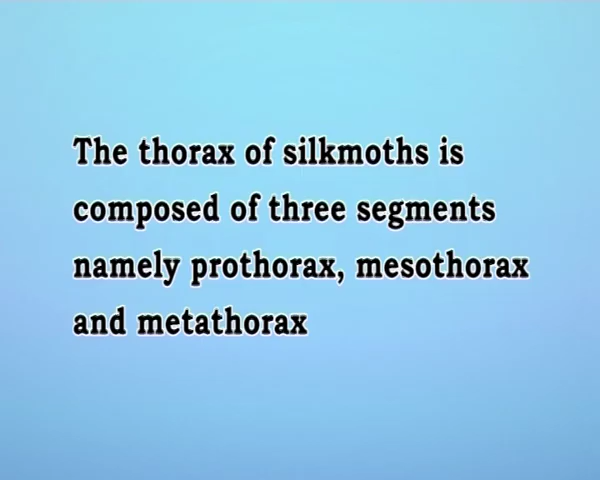 The thorax of silkmoths is
composed of three segments
namely prothorax, mesothorax
and metathorax